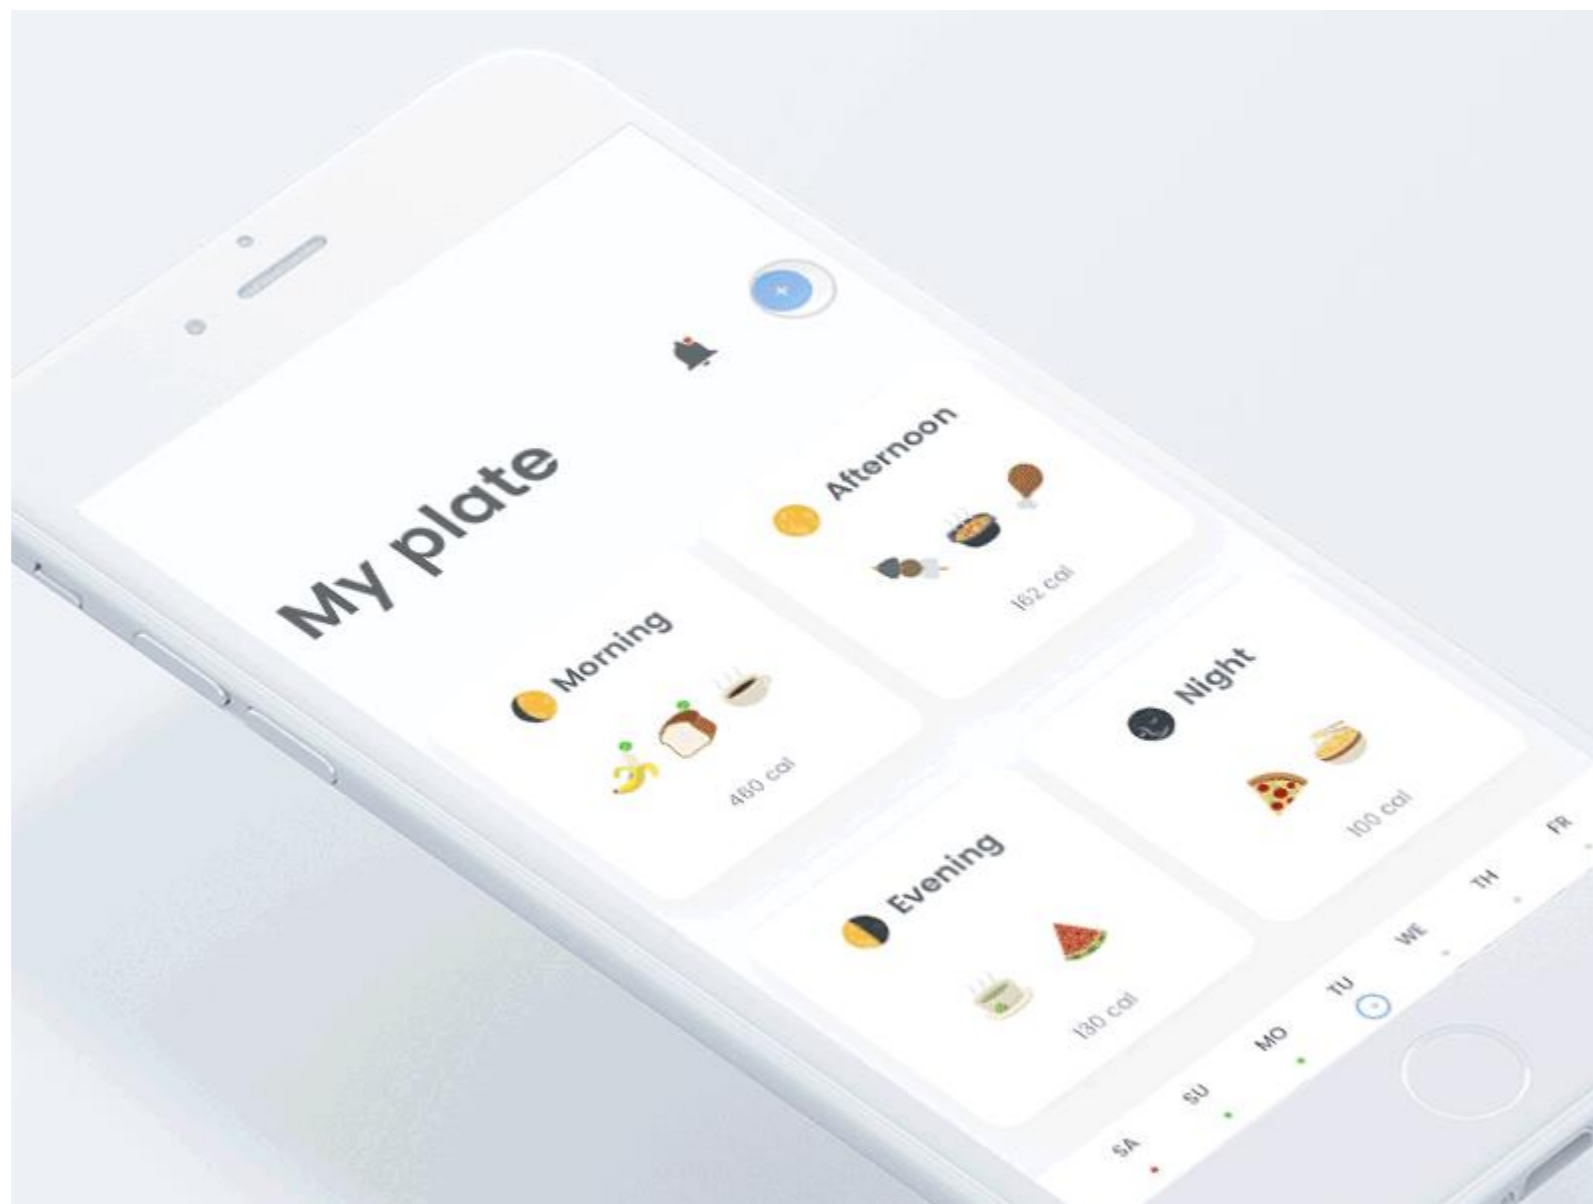 My plate
Morning
460 cal
Afternoon
162 cal
Evening
130 cal
Night
100 cal
SA
SU
MO
TU
WE
TH
FR